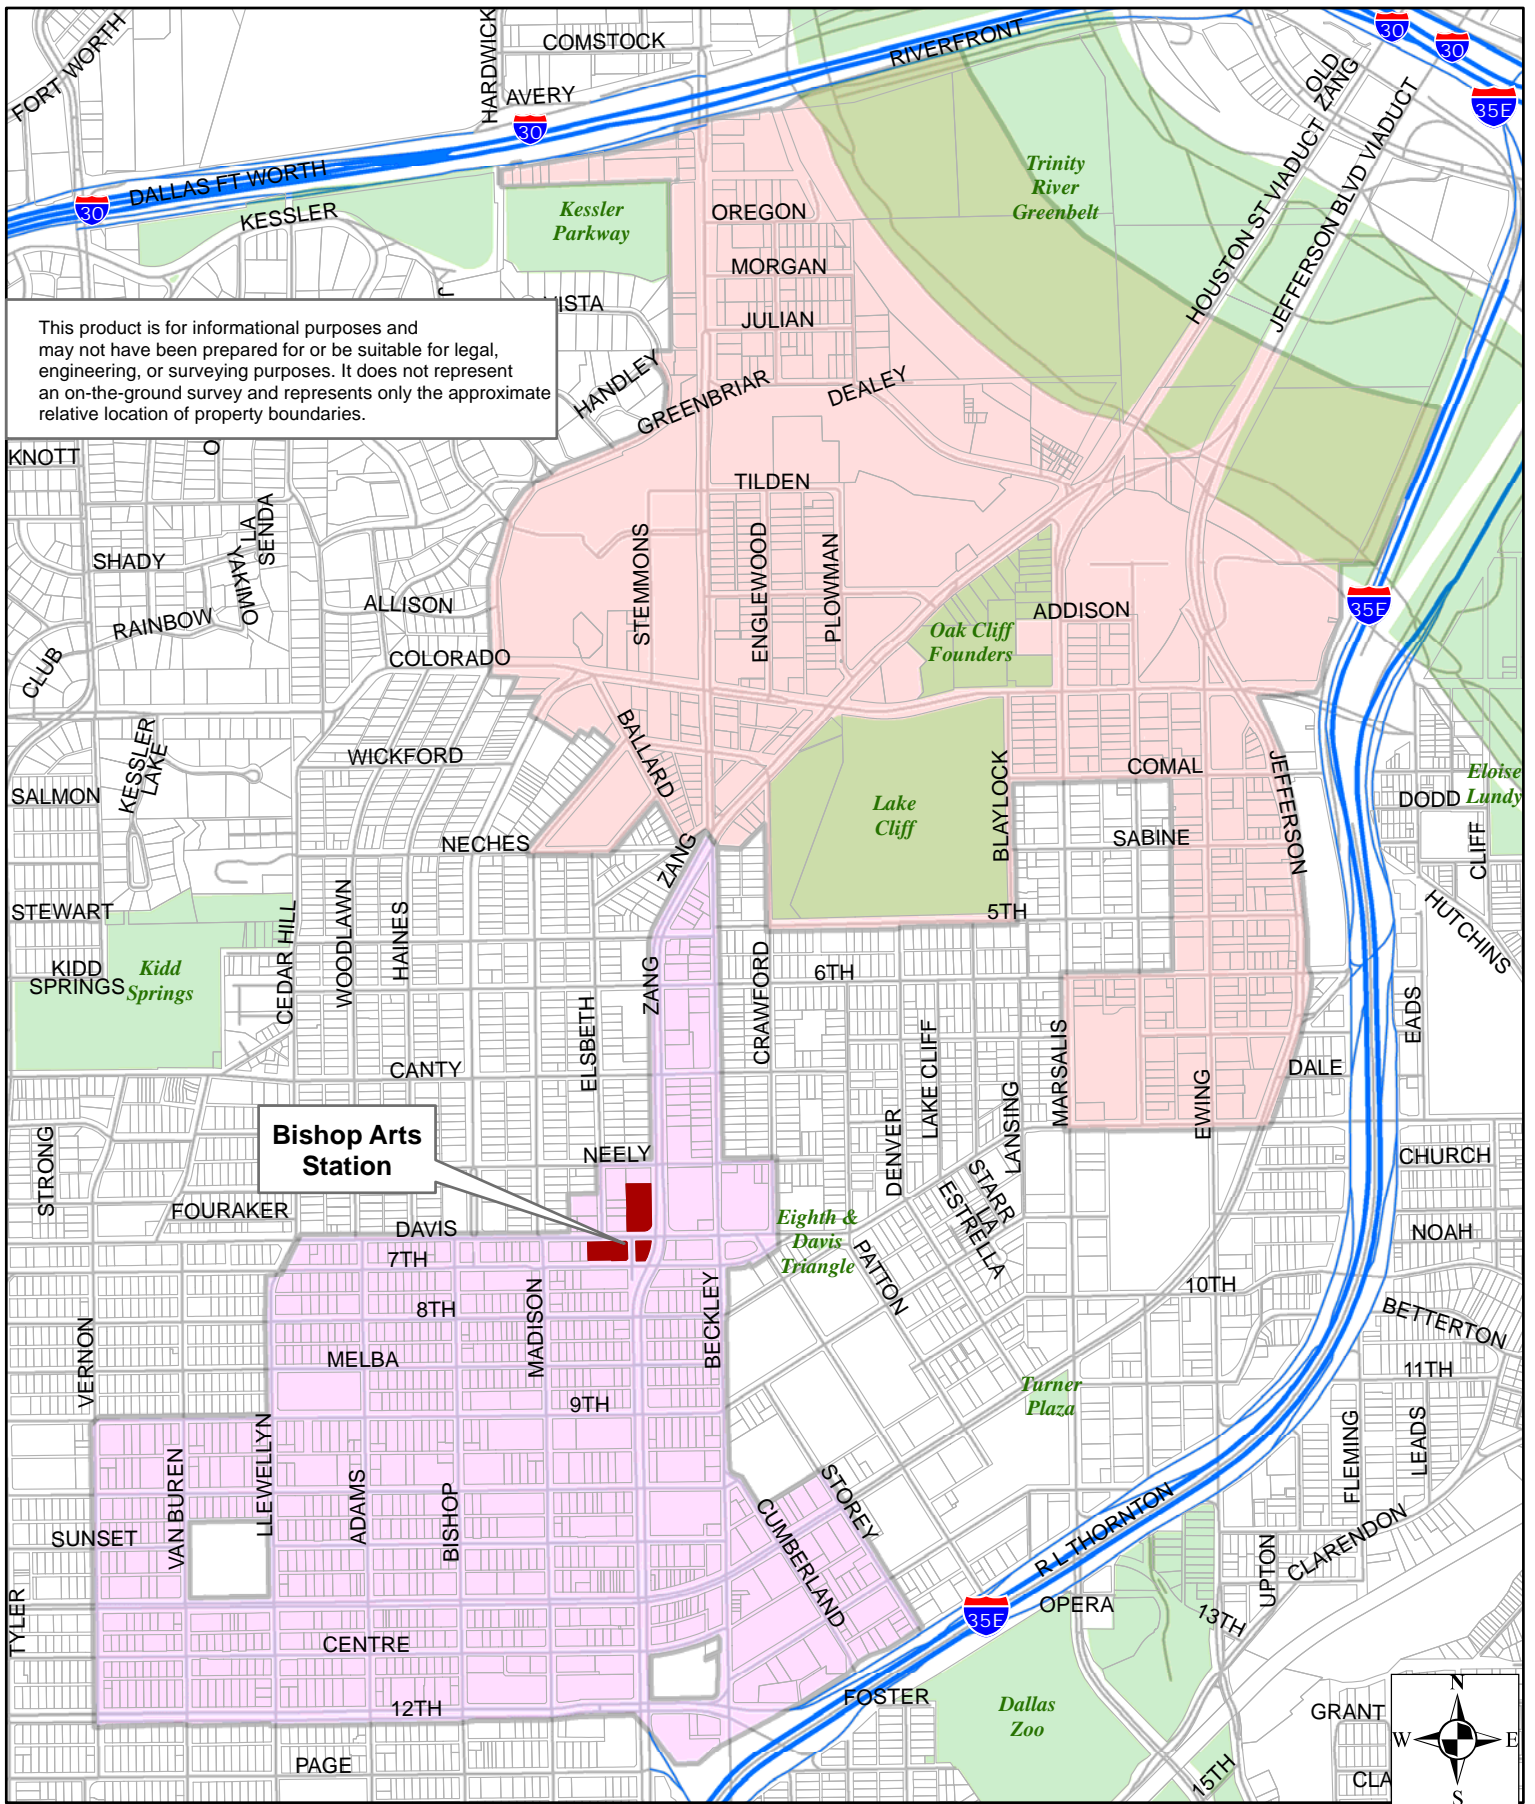 FORT WORTH
HARDWICK
COMSTOCK
AVERY
RIVERFRONT
30
30
35E
OLD
ZANG
30
DALLAS FT WORTH
30
KESSLER
Kessler
Parkway
OREGON
MORGAN
JULIAN
Trinity
River
Greenbelt
HOUSTON ST VIADUCT
JEFFERSON BLVD VIADUCT
This product is for informational purposes and
may not have been prepared for or be suitable for legal,
engineering, or surveying purposes. It does not represent
an on-the-ground survey and represents only the approximate
relative location of property boundaries.
HANDLEY
GREENBRIAR
DEALEY
KNOTT
LA
SENDA
TILDEN
SHADY
YAKIMO
STEMMONS
ENGLEWOOD
PLOWMAN
ALLISON
RAINBOW
ADDISON
35E
Oak Cliff
Founders
CLUB
COLORADO
BALLARD
KESSLER
LAKE
WICKFORD
BLAYLOCK
COMAL
JEFFERSON
Eloise
Lundy
SALMON
Lake
Cliff
DODD
NECHES
ZANG
SABINE
CLIFF
STEWART
CEDAR HILL
WOODLAWN
HAINES
5TH
HUTCHINS
KIDD
SPRINGS
Kidd
Springs
ZANG
CRAWFORD
6TH
ELSBETH
EADS
CANTY
LAKE CLIFF
MARSALIS
DALE
Bishop Arts
Station
NEELY
DENVER
LANSING
EWING
STRONG
CHURCH
FOURAKER
DAVIS
STARR
LA
ESTRELLA
NOAH
7TH
Eighth &
Davis
Triangle
PATTON
10TH
8TH
MADISON
BECKLEY
BETTERTON
VERNON
MELBA
11TH
9TH
Turner
Plaza
VAN BUREN
LLEWELLYN
ADAMS
BISHOP
STOREY
FLEMING
LEADS
SUNSET
CUMBERLAND
R L THORNTON
CLARENDON
UPTON
TYLER
35E
OPERA
13TH
CENTRE
12TH
FOSTER
Dallas
Zoo
GRANT
PAGE
15TH
CLA
N
W
E
S